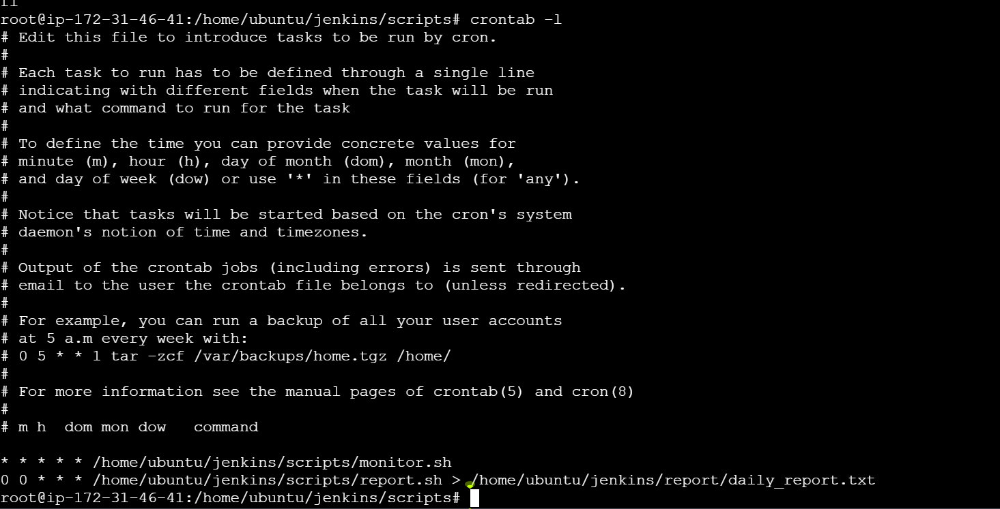 root@ip-172-31-46-41:/home/ubuntu/jenkins/scripts# crontab -l
# Edit this file to introduce tasks to be run by cron.
#
# Each task to run has to be defined through a single line
# indicating with different fields when the task will be run
# and what command to run for the task
#
# To define the time you can provide concrete values for
# minute (m), hour (h), day of month (dom), month (mon),
# and day of week (dow) or use '*' in these fields (for 'any').
#
# Notice that tasks will be started based on the cron's system
# daemon's notion of time and timezones.
#
# Output of the crontab jobs (including errors) is sent through
# email to the user the crontab file belongs to (unless redirected).
#
# For example, you can run a backup of all your user accounts
# at 5 a.m every week with:
# 0 5 * * 1 tar -zcf /var/backups/home.tgz /home/
#
# For more information see the manual pages of crontab(5) and cron(8)
#
# m h  dom mon dow   command
* * * * * /home/ubuntu/jenkins/scripts/monitor.sh
0 0 * * * /home/ubuntu/jenkins/scripts/report.sh > /home/ubuntu/jenkins/report/daily_report.txt
root@ip-172-31-46-41:/home/ubuntu/jenkins/scripts#